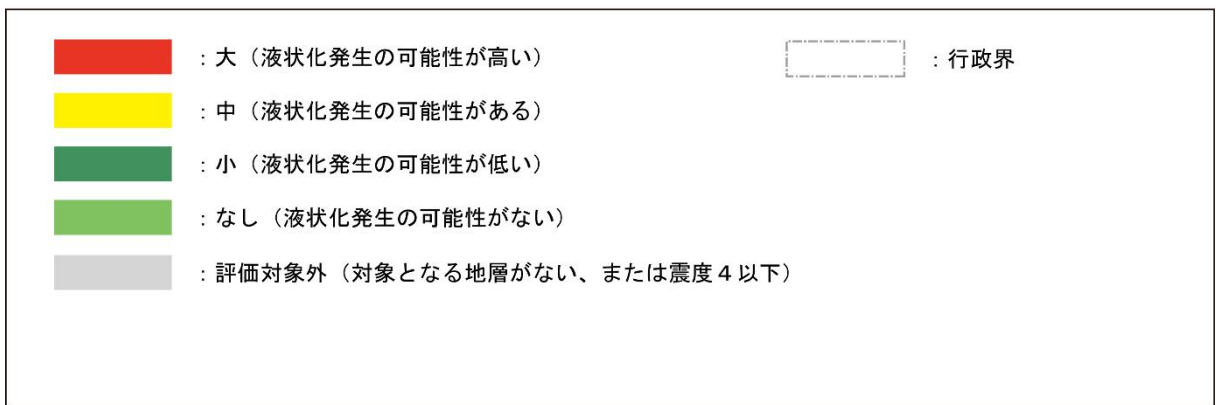 ：大（液状化発生の可能性が高い）
：行政界
：中（液状化発生の可能性がある）
：小（液状化発生の可能性が低い）
：なし（液状化発生の可能性がない）
：評価対象外（対象となる地層がない、または震度４以下）